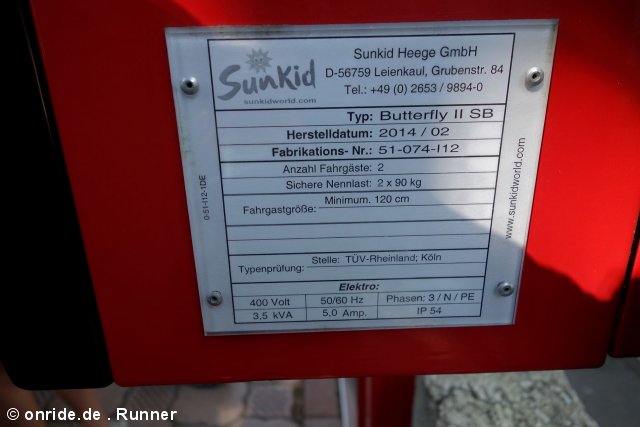 Sunkid
sunkidworld.com
Sunkid Heege GmbH
D-56759 Leienkaul, Grubenstr. 84
Tel.: +49 (0) 2653 / 9894-0
Typ: Butterfly II SB
Herstelldatum: 2014 / 02
Fabrikations- Nr.: 51-074-I12
Anzahl Fahrgäste: 2
Sichere Nennlast: 2 x 90 kg
Fahrgastgröße: Minimum. 120 cm
Typenprüfung: Stelle: TÜV-Rheinland; Köln
Elektro:
400 Volt 50/60 Hz Phasen: 3 / N / PE
3,5 kVA 5,0 Amp. IP 54
0-51-I12-1DE
www.sunkidworld.com
© onride.de . Runner